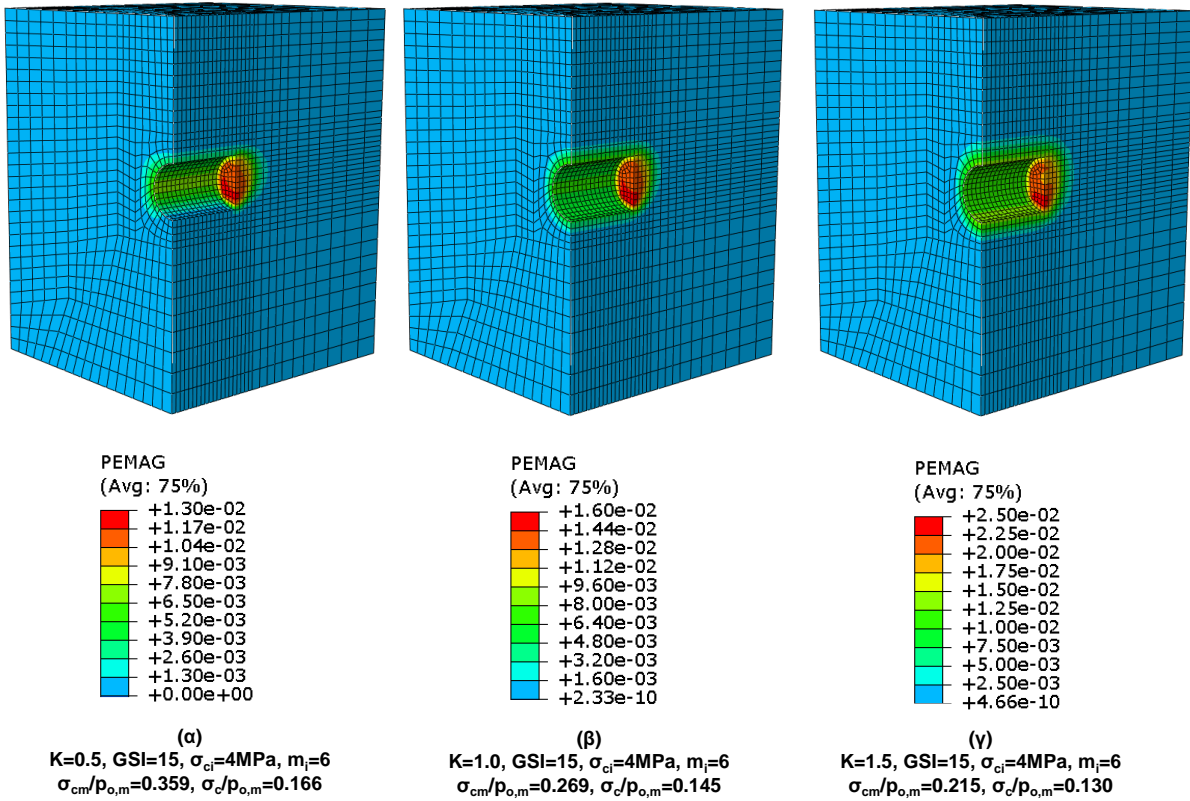 PEMAG
(Avg: 75%)
+1.30e-02
+1.17e-02
+1.04e-02
+9.10e-03
+7.80e-03
+6.50e-03
+5.20e-03
+3.90e-03
+2.60e-03
+1.30e-03
+0.00e+00
(α)
K=0.5, GSI=15, σci=4MPa, mi=6
σcm/po,m=0.359, σc/po,m=0.166
PEMAG
(Avg: 75%)
+1.60e-02
+1.44e-02
+1.28e-02
+1.12e-02
+9.60e-03
+8.00e-03
+6.40e-03
+4.80e-03
+3.20e-03
+1.60e-03
+2.33e-10
(β)
K=1.0, GSI=15, σci=4MPa, mi=6
σcm/po,m=0.269, σc/po,m=0.145
PEMAG
(Avg: 75%)
+2.50e-02
+2.25e-02
+2.00e-02
+1.75e-02
+1.50e-02
+1.25e-02
+1.00e-02
+7.50e-03
+5.00e-03
+2.50e-03
+4.66e-10
(γ)
K=1.5, GSI=15, σci=4MPa, mi=6
σcm/po,m=0.215, σc/po,m=0.130